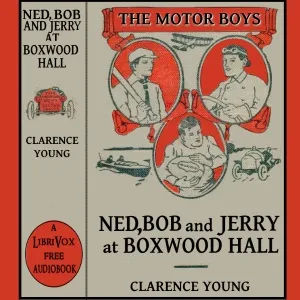 NED, BOB
AND JERRY
AT
BOXWOOD
HALL
CLARENCE
YOUNG
A
LIBRIVOX
FREE
AUDIOBOOK
THE MOTOR BOYS
NED, BOB and JERRY
at BOXWOOD HALL
CLARENCE YOUNG